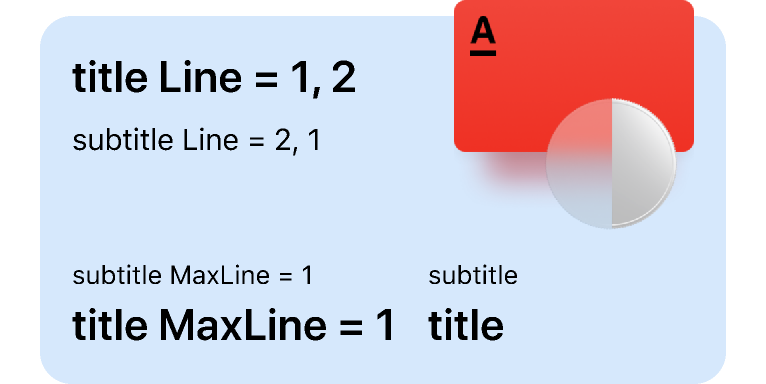 A
title Line = 1, 2
subtitle Line = 2, 1
subtitle MaxLine = 1
title MaxLine = 1
subtitle
title